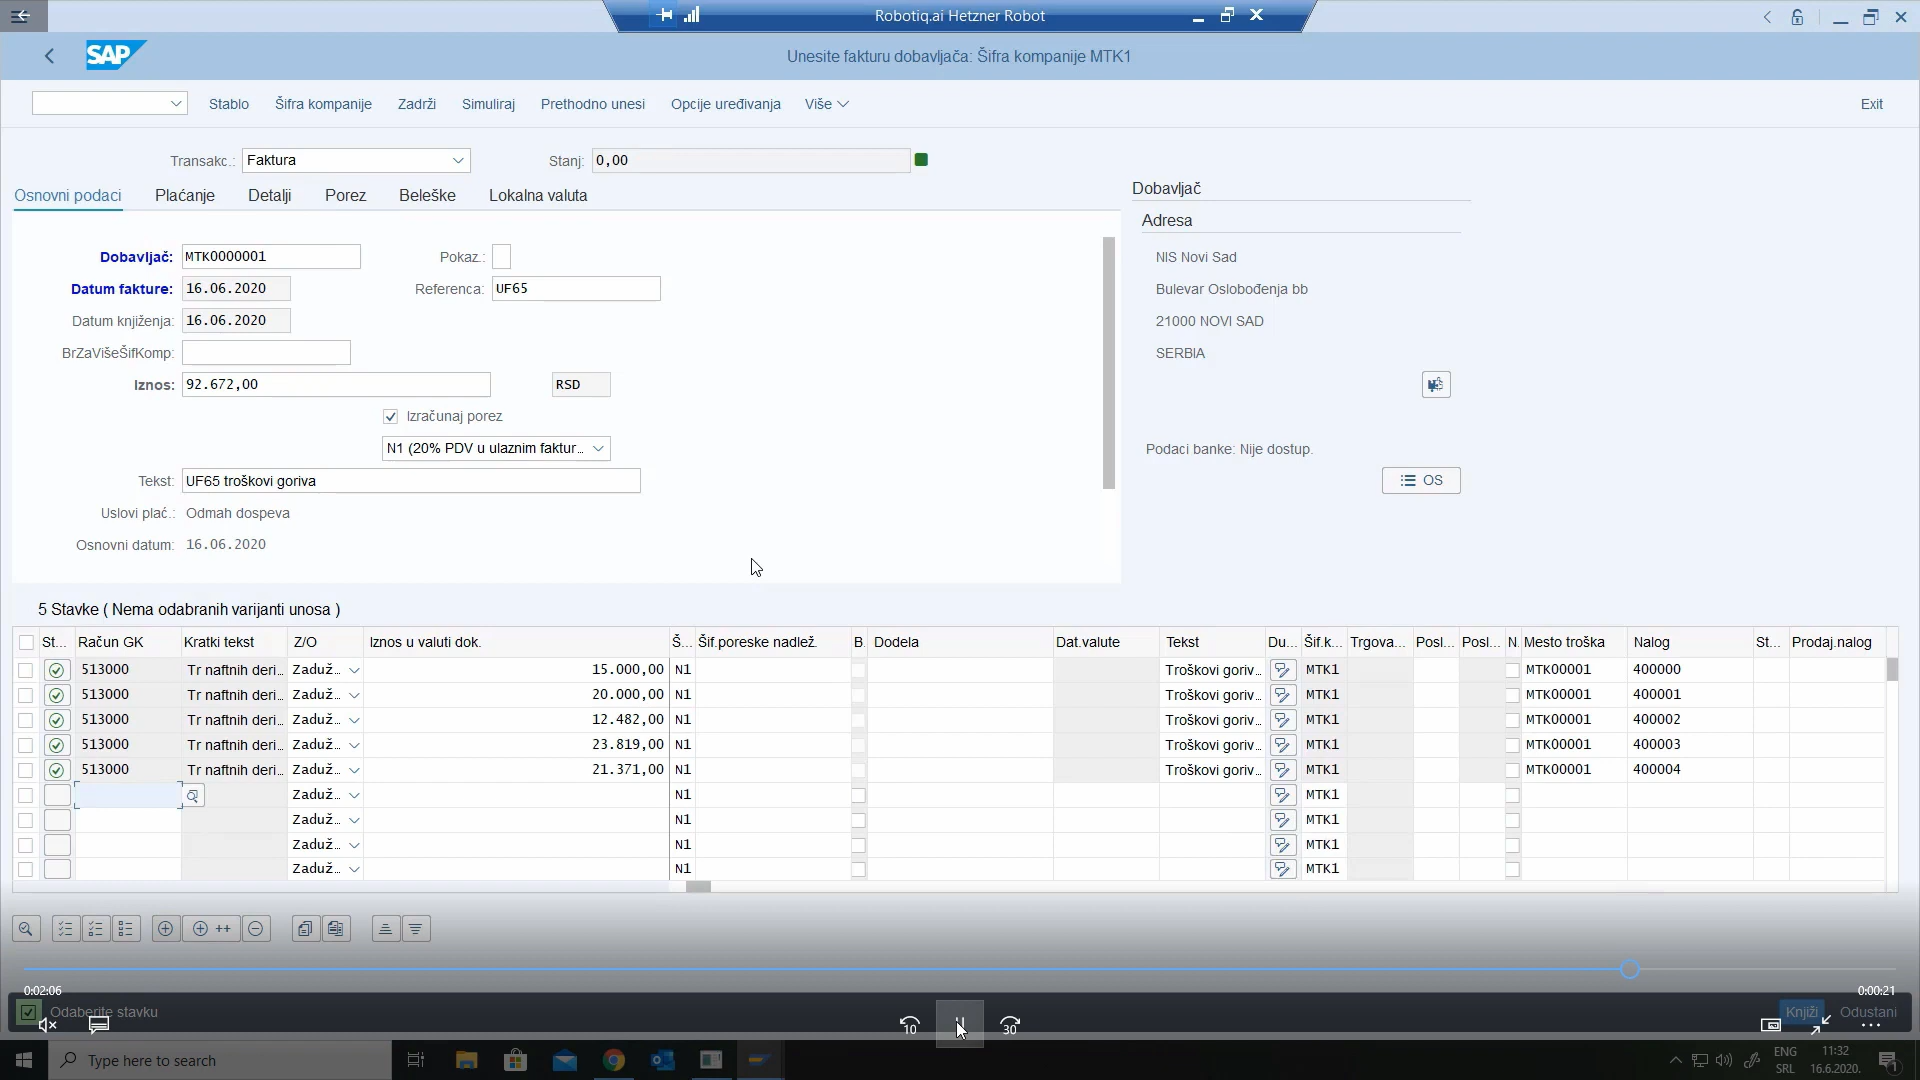 Robotiq.ai Hetzner Robot
SAP
Unesite fakturu dobavljača: Šifra kompanije MTK1
Stablo Šifra kompanije Zadrži Simuliraj Prethodno unesi Opcije uređivanja Više Exit
Transakc.: Faktura Stanj: 0,00
Osnovni podaci Plaćanje Detalji Porez Beleške Lokalna valuta
Dobavljač
Adresa
Dobavljač: MTK0000001 Pokaz.: NIS Novi Sad
Datum fakture: 16.06.2020 Referenca: UF65 Bulevar Oslobođenja bb
Datum knjiženja: 16.06.2020 21000 NOVI SAD
BrZaVišeŠifKomp: SERBIA
Iznos: 92.672,00 RSD
Izračunaj porez
N1 (20% PDV u ulaznim faktur… Podaci banke: Nije dostup.
Tekst: UF65 troškovi goriva OS
Uslovi plać.: Odmah dospeva
Osnovni datum: 16.06.2020
5 Stavke ( Nema odabranih varijanti unosa )
St… Račun GK Kratki tekst Z/O Iznos u valuti dok. Š… Šif.poreske nadlež. B. Dodela Dat.valute Tekst Du… Šif.k… Trgova… Posl… Posl… N. Mesto troška Nalog St… Prodaj.nalog
513000 Tr naftnih deri… Zaduž… 15.000,00 N1 Troškovi goriv… MTK1 MTK00001 400000
513000 Tr naftnih deri… Zaduž… 20.000,00 N1 Troškovi goriv… MTK1 MTK00001 400001
513000 Tr naftnih deri… Zaduž… 12.482,00 N1 Troškovi goriv… MTK1 MTK00001 400002
513000 Tr naftnih deri… Zaduž… 23.819,00 N1 Troškovi goriv… MTK1 MTK00001 400003
513000 Tr naftnih deri… Zaduž… 21.371,00 N1 Troškovi goriv… MTK1 MTK00001 400004
Zaduž… N1 MTK1
Zaduž… N1 MTK1
Zaduž… N1 MTK1
Zaduž… N1 MTK1
++
0:02:06 0:00:21
Odaberite stavku Knjiži Odustani
10 30
Type here to search ENG 11:32
SRL 16.6.2020. 1